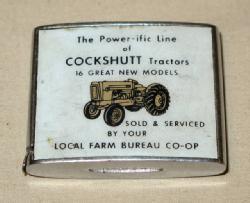 The Power-ific Line
of
COCKSHUTT Tractors
16 GREAT NEW MODELS
SOLD & SERVICED
BY YOUR
LOCAL FARM BUREAU CO-OP